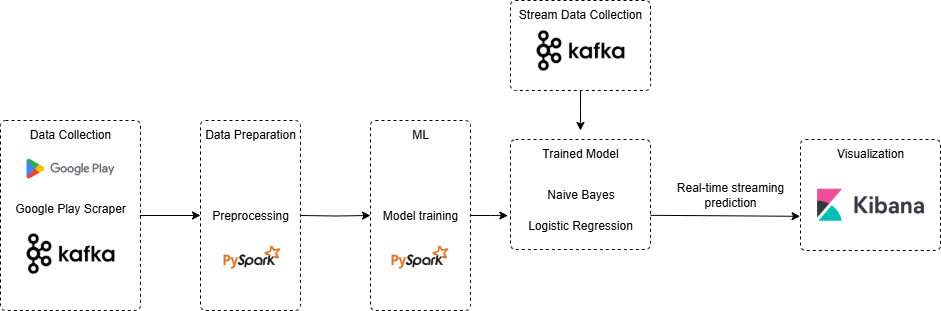 Stream Data Collection
kafka
Data Collection
Google Play
Google Play Scraper
kafka
Data Preparation
Preprocessing
PySpark
ML
Model training
PySpark
Trained Model
Naive Bayes
Logistic Regression
Real-time streaming
prediction
Visualization
Kibana